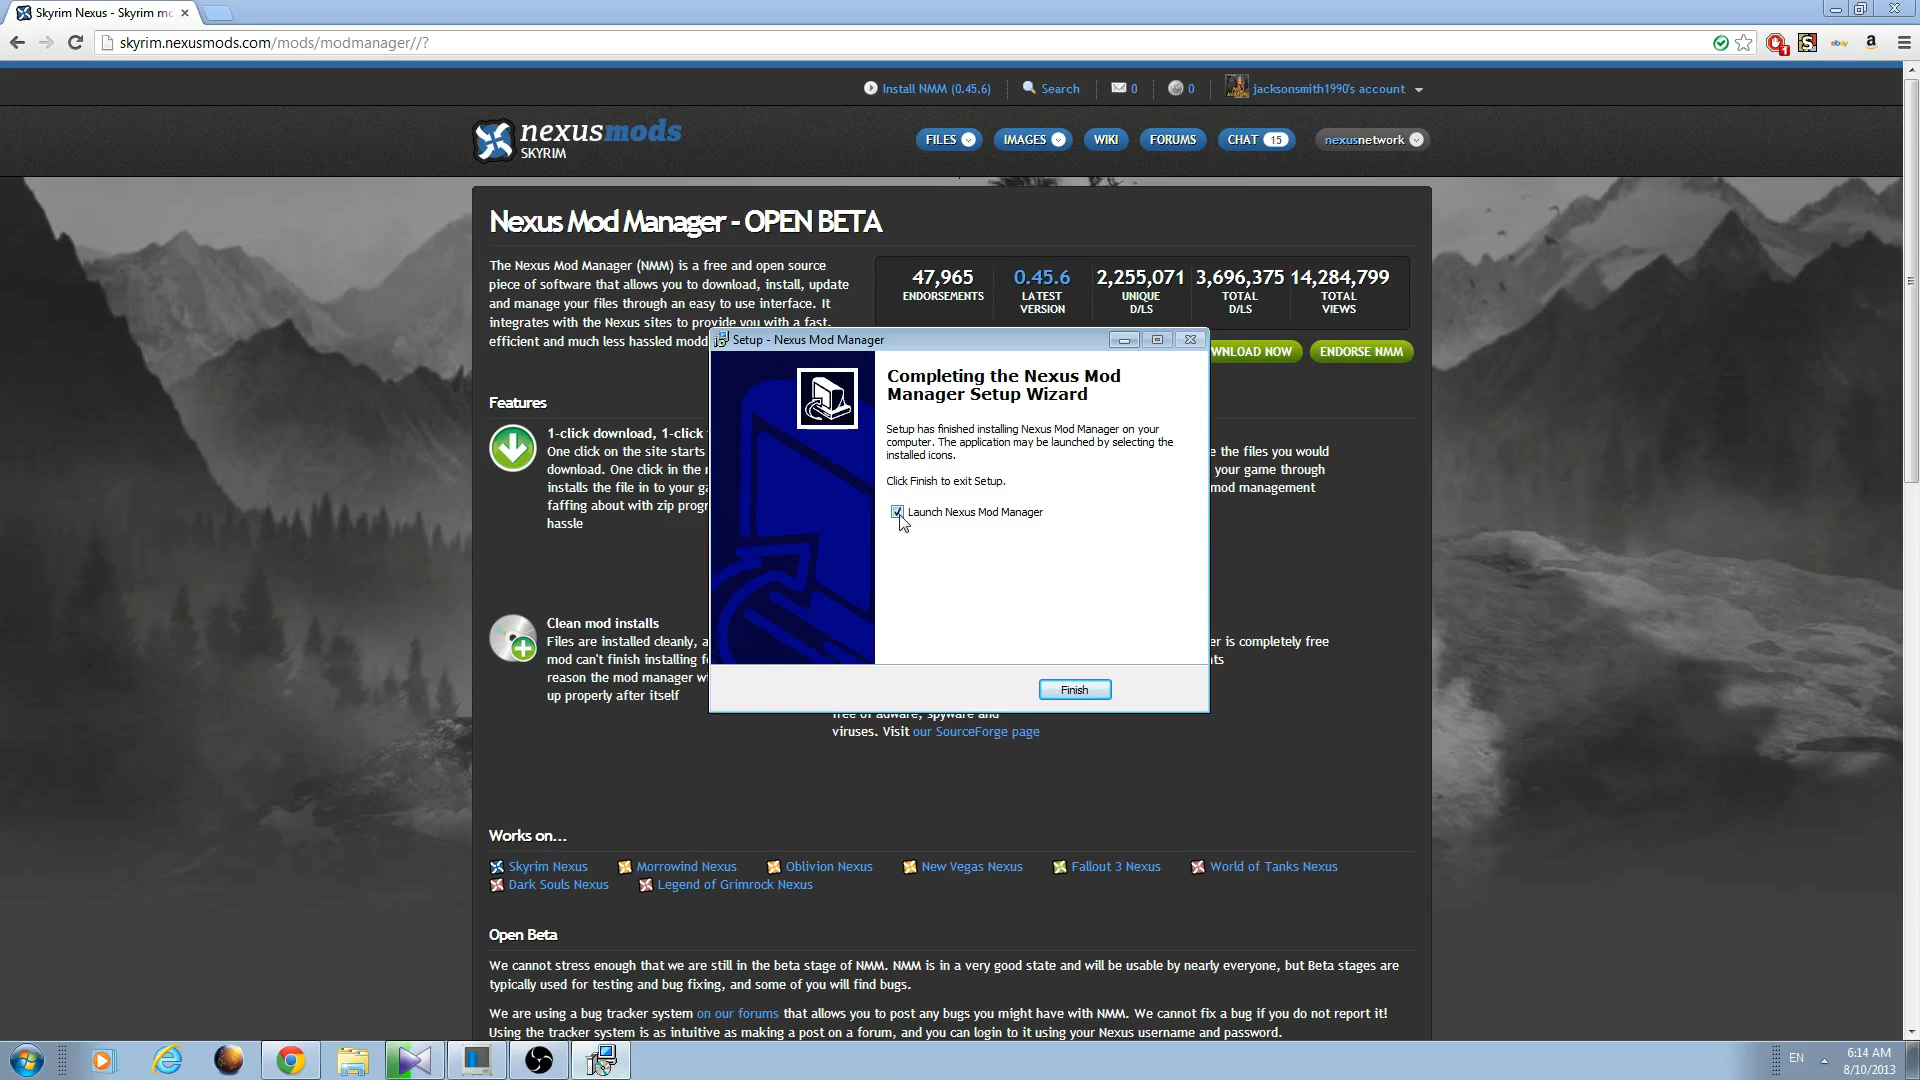 Skyrim Nexus - Skyrim mo
skyrim.nexusmods.com/mods/modmanager//?
1
S
ebay
a
Install NMM (0.45.6)
Search
0
0
jacksonsmith1990's account
nexusmods
SKYRIM
FILES
IMAGES
WIKI
FORUMS
CHAT 15
nexusnetwork
Nexus Mod Manager - OPEN BETA
The Nexus Mod Manager (NMM) is a free and open source
piece of software that allows you to download, install, update
and manage your files through an easy to use interface. It
integrates with the Nexus sites to provide you with a fast,
efficient and much less hassled modd
47,965
ENDORSEMENTS
0.45.6
LATEST
VERSION
2,255,071
UNIQUE
D/LS
3,696,375
TOTAL
D/LS
14,284,799
TOTAL
VIEWS
WNLOAD NOW
ENDORSE NMM
Setup - Nexus Mod Manager
Completing the Nexus Mod
Manager Setup Wizard
Setup has finished installing Nexus Mod Manager on your
computer. The application may be launched by selecting the
installed icons.
Click Finish to exit Setup.
Launch Nexus Mod Manager
Finish
Features
1-click download, 1-click
One click on the site starts
download. One click in the
installs the file in to your ga
faffing about with zip progr
hassle
e the files you would
your game through
mod management
Clean mod installs
Files are installed cleanly, a
mod can't finish installing fo
reason the mod manager w
up properly after itself
er is completely free
ts
free of adware, spyware and
viruses. Visit our SourceForge page
Works on...
Skyrim Nexus
Morrowind Nexus
Oblivion Nexus
New Vegas Nexus
Fallout 3 Nexus
World of Tanks Nexus
Dark Souls Nexus
Legend of Grimrock Nexus
Open Beta
We cannot stress enough that we are still in the beta stage of NMM. NMM is in a very good state and will be usable by nearly everyone, but Beta stages are
typically used for testing and bug fixing, and some of you will find bugs.
We are using a bug tracker system on our forums that allows you to post any bugs you might have with NMM. We cannot fix a bug if you do not report it!
Using the tracker system is as intuitive as making a post on a forum, and you can login to it using your Nexus username and password.
EN
6:14 AM
8/10/2013